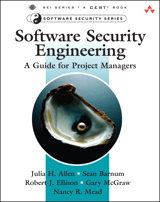 SEI SERIES • A CERT® BOOK
SOFTWARE SECURITY SERIES
Software Security
Engineering
A Guide for Project Managers
Julia H. Allen • Sean Barnum
Robert J. Ellison • Gary McGraw
Nancy R. Mead